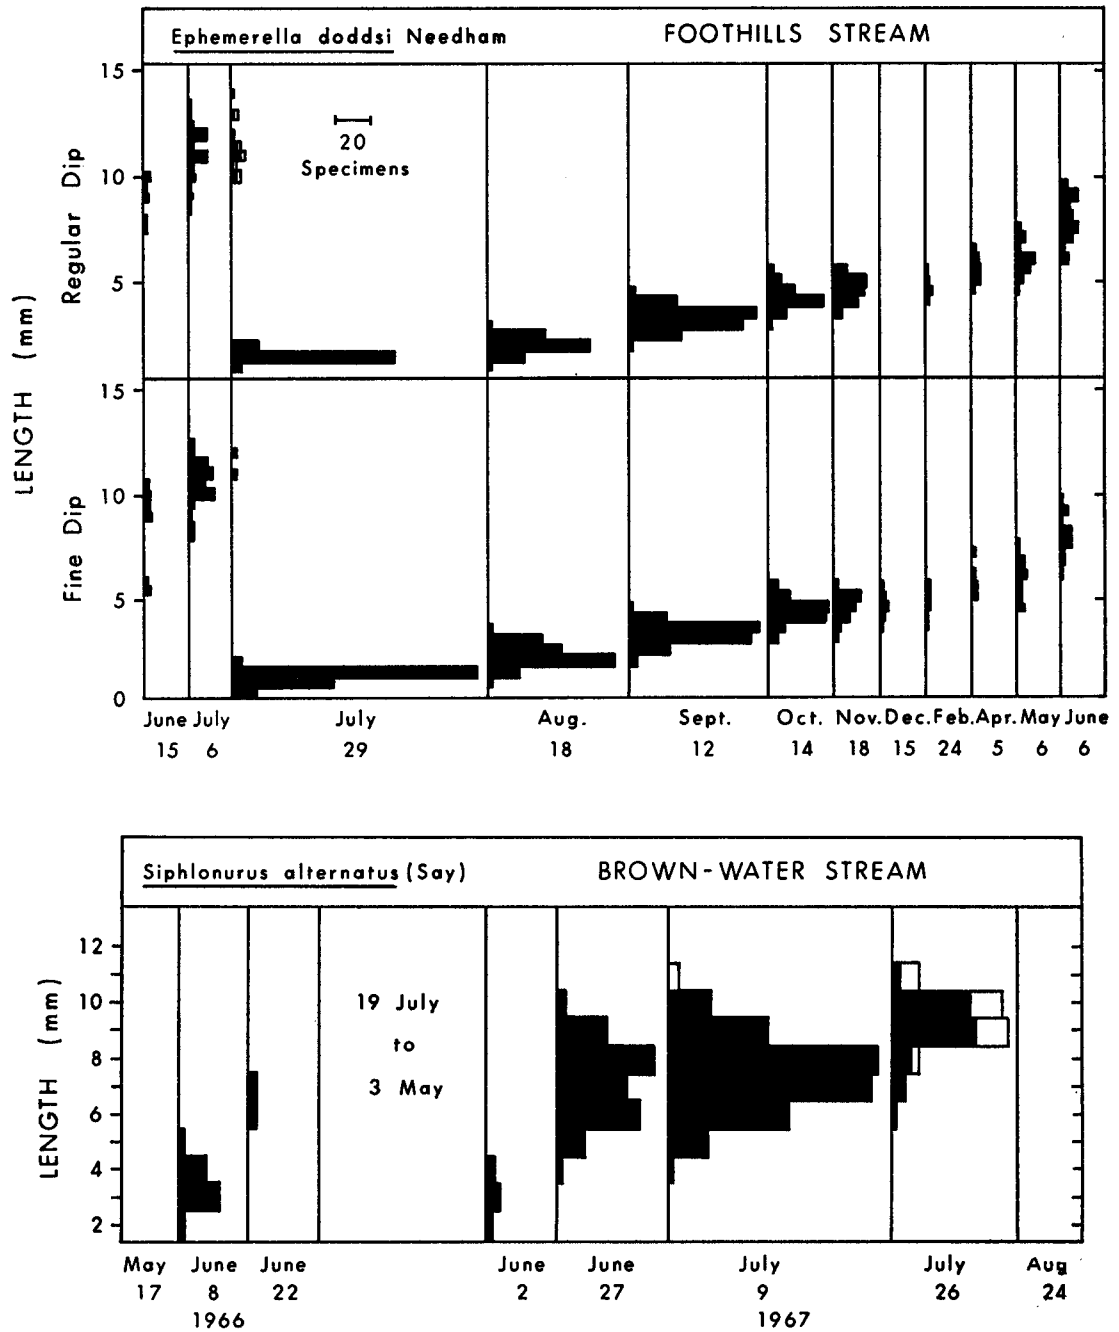 Ephemerella doddsi Needham FOOTHILLS STREAM
15
20
Specimens
10
5
Regular Dip
LENGTH (mm)
15
10
5
0
Fine Dip
June July July Aug. Sept. Oct. Nov. Dec. Feb. Apr. May June
15 6 29 18 12 14 18 15 24 5 6 6
Siphlonurus alternatus (Say) BROWN-WATER STREAM
LENGTH (mm)
12
10
8
6
4
2
19 July
to
3 May
May June June June June July July Aug
17 8 22 2 27 9 26 24
1966 1967